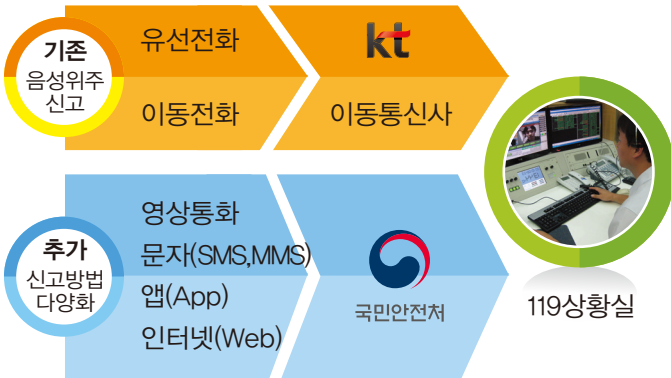 기존
음성위주
신고
유선전화
kt
이동전화
이동통신사
추가
신고방법
다양화
영상통화
문자(SMS,MMS)
앱(App)
인터넷(Web)
국민안전처
119상황실